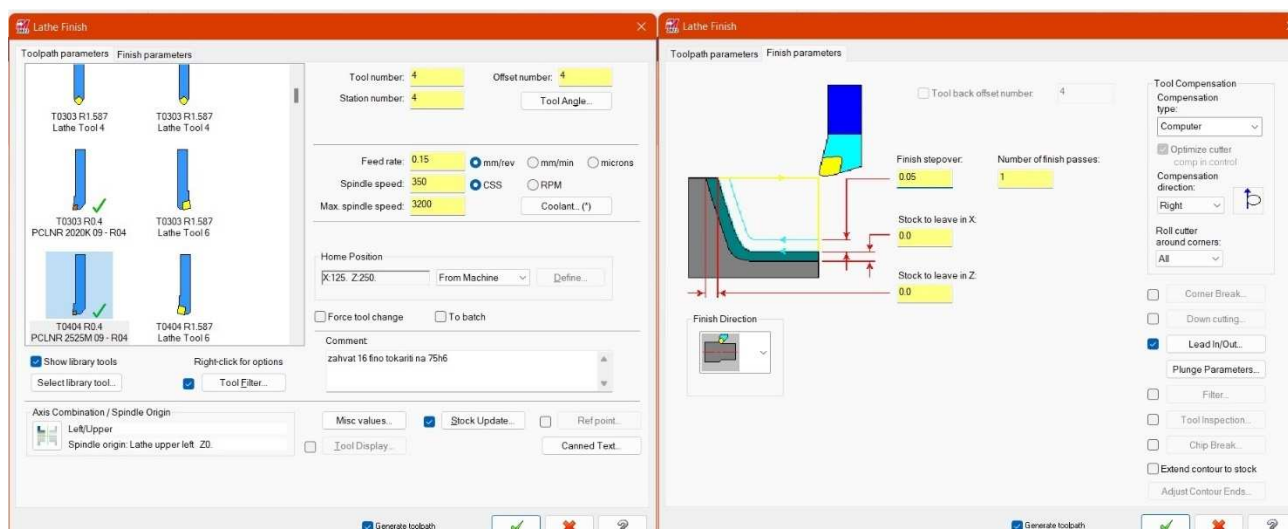 Lathe Finish
Toolpath parameters Finish parameters
T0303 R1.587
Lathe Tool 4
T0303 R1.587
Lathe Tool 4
T0303 R0.4
PCLNR 2020K 09 - R04
T0303 R1.587
Lathe Tool 6
T0404 R0.4
PCLNR 2525M 09 - R04
T0404 R1.587
Lathe Tool 6
Show library tools
Right-click for options
Select library tool...
Tool Filter...
Axis Combination / Spindle Origin
Left/Upper
Spindle origin: Lathe upper left Z0.
Tool number: 4
Offset number: 4
Station number: 4
Tool Angle...
Feed rate: 0.15 mm/rev mm/min microns
Spindle speed: 350 CSS RPM
Max. spindle speed: 3200
Coolant... (*)
Home Position
X:125. Z:250. From Machine Define...
Force tool change To batch
Comment:
zahvat 16 fino tokariti na 75h6
Misc values... Stock Update... Ref point...
Tool Display... Canned Text...
Generate toolpath
Lathe Finish
Toolpath parameters Finish parameters
Tool back offset number: 4
Finish stepover:
0.05
Number of finish passes:
1
Stock to leave in X:
0.0
Stock to leave in Z:
0.0
Finish Direction
Tool Compensation
Compensation
type:
Computer
Optimize cutter
comp in control
Compensation
direction:
Right
Roll cutter
around corners:
All
Corner Break...
Down cutting...
Lead In/Out...
Plunge Parameters...
Filter...
Tool Inspection...
Chip Break...
Extend contour to stock
Adjust Contour Ends...
Generate toolpath